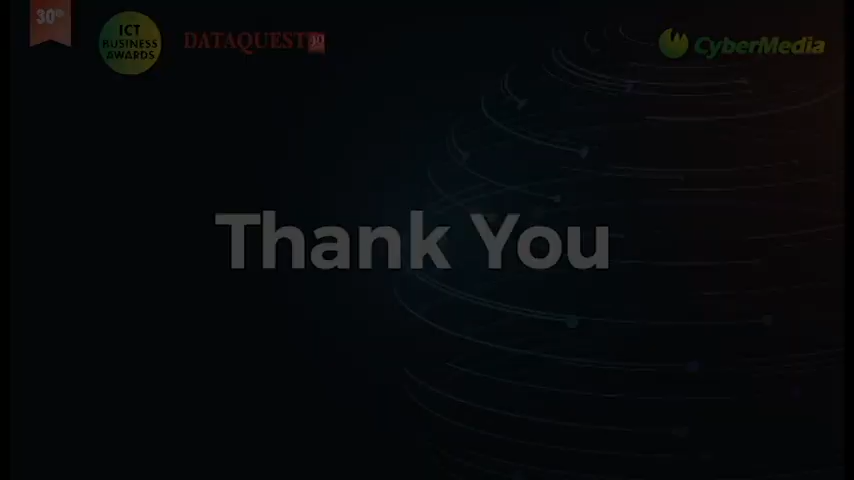 30th
ICT
BUSINESS
AWARDS
DATAQUEST
CyberMedia
Thank You